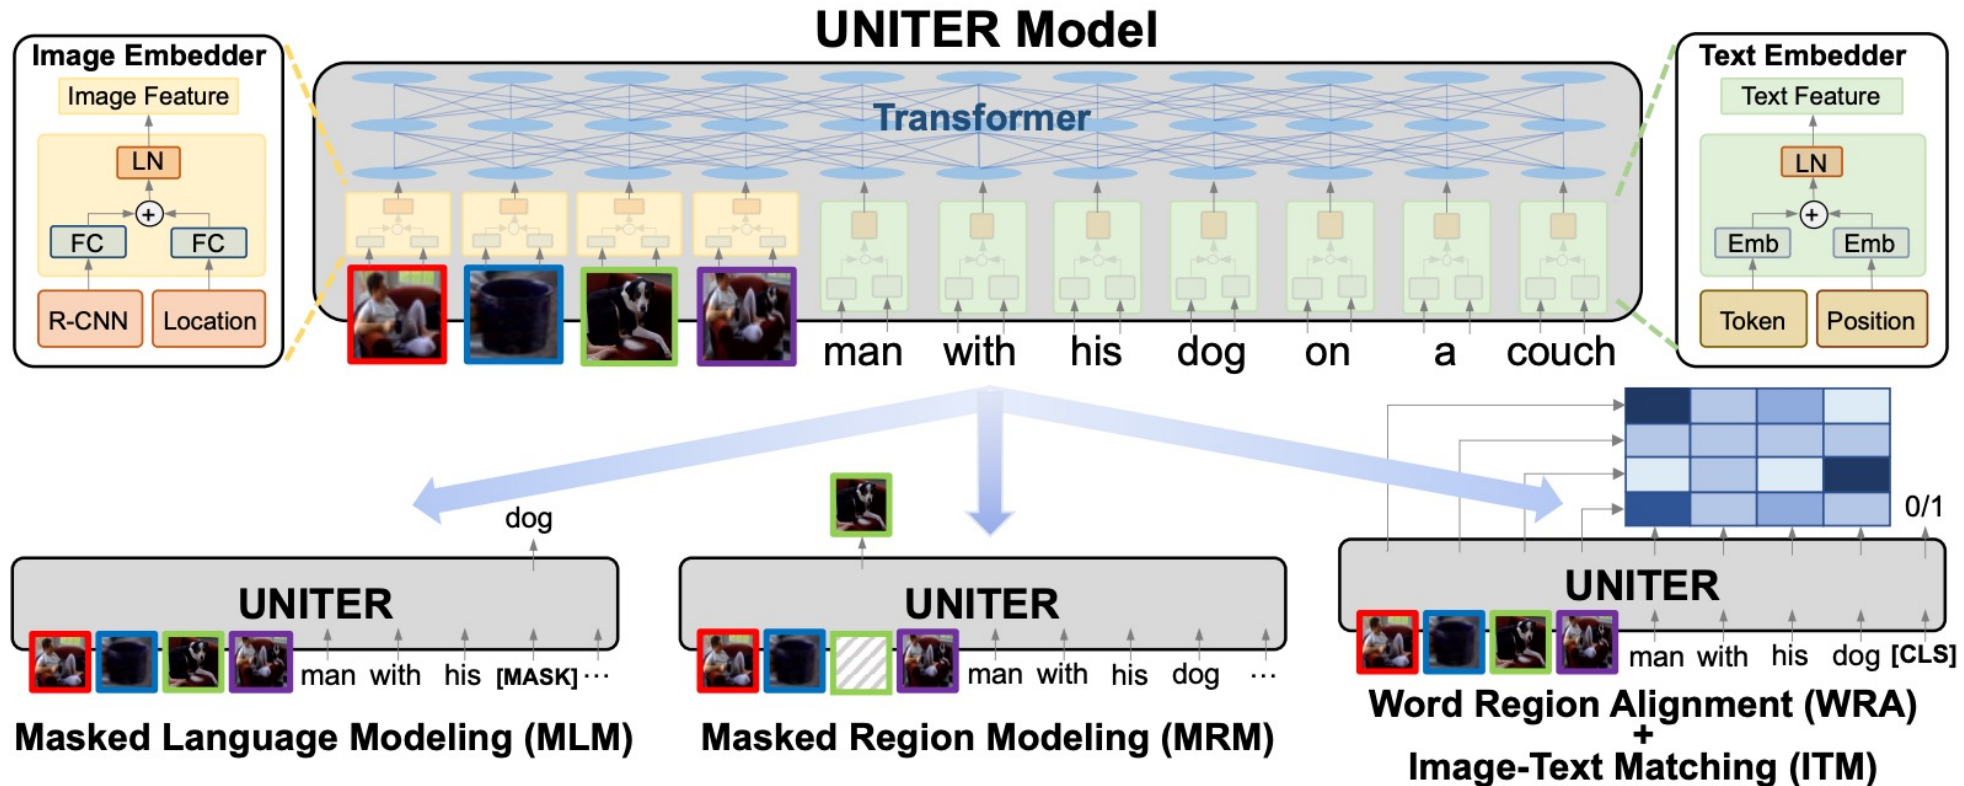 UNITER Model
Image Embedder
Image Feature
LN
+
FC
FC
R-CNN
Location
Transformer
man with his dog on a couch
Text Embedder
Text Feature
LN
+
Emb
Emb
Token
Position
dog
UNITER
man with his [MASK] ...
Masked Language Modeling (MLM)
UNITER
man with his dog ...
Masked Region Modeling (MRM)
0/1
UNITER
man with his dog [CLS]
Word Region Alignment (WRA)
+
Image-Text Matching (ITM)